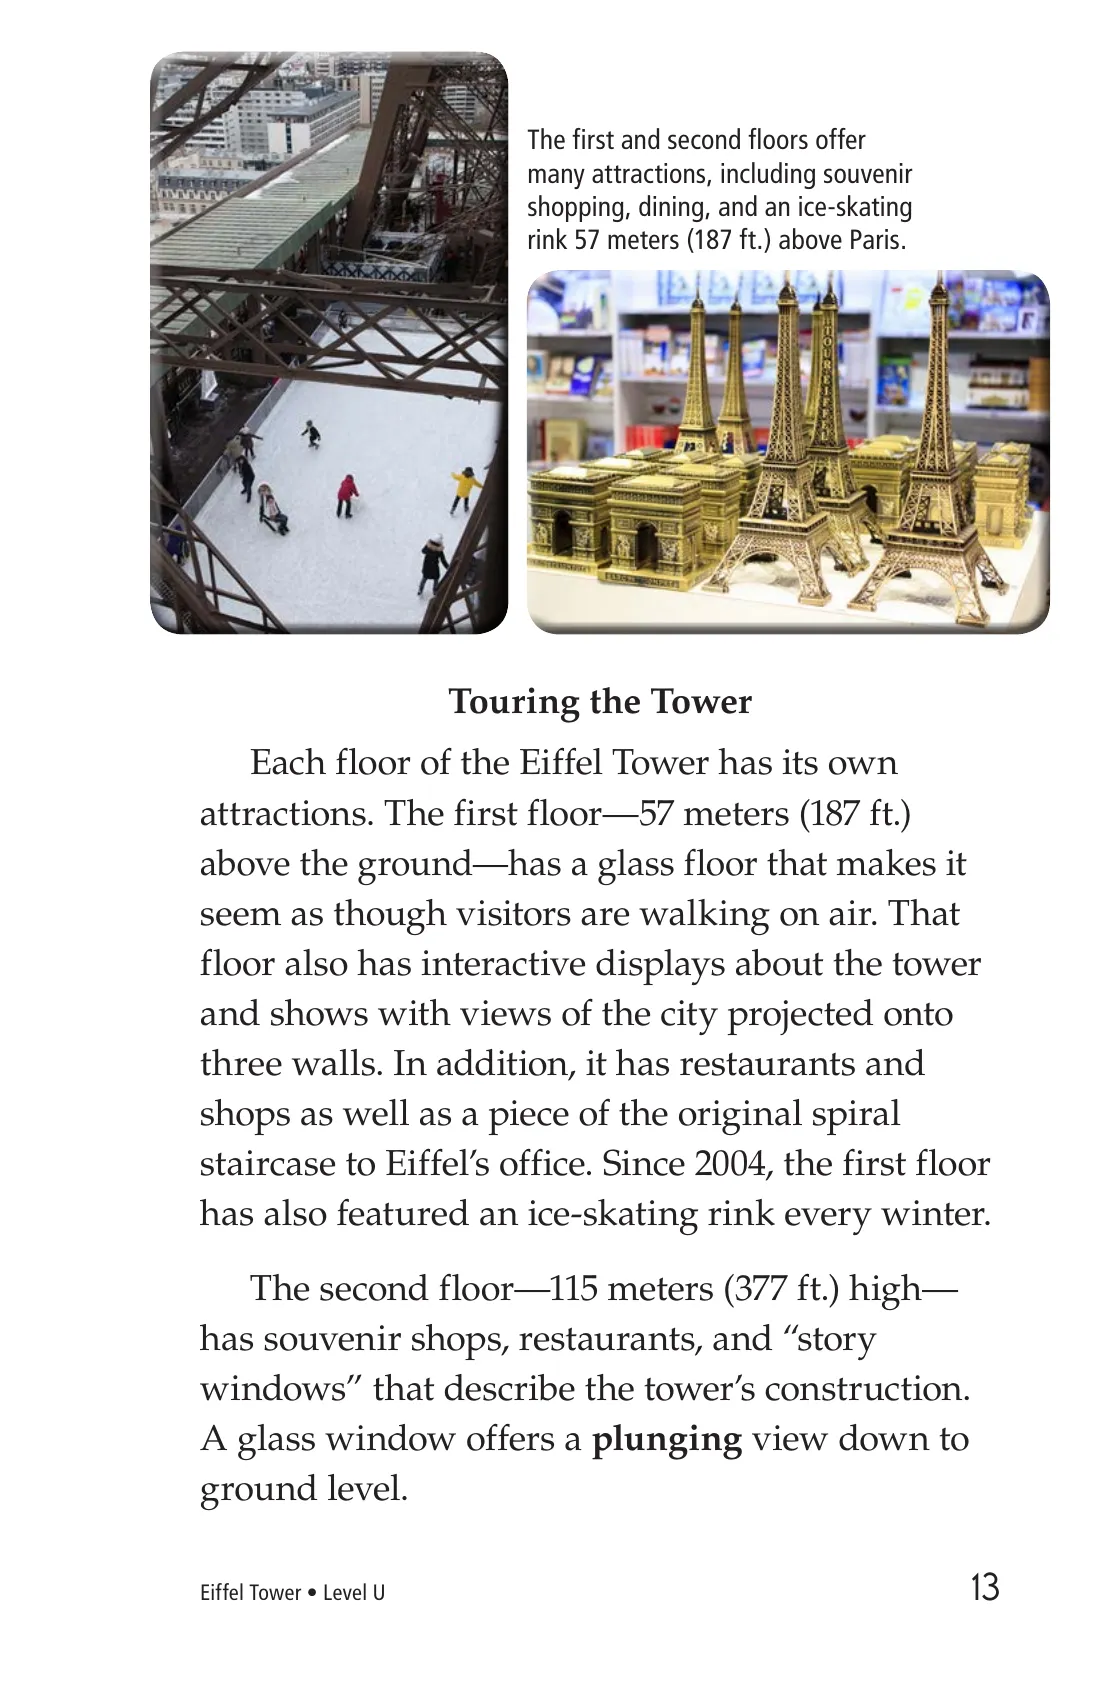 The first and second floors offer
many attractions, including souvenir
shopping, dining, and an ice-skating
rink 57 meters (187 ft.) above Paris.
Touring the Tower
Each floor of the Eiffel Tower has its own
attractions. The first floor—57 meters (187 ft.)
above the ground—has a glass floor that makes it
seem as though visitors are walking on air. That
floor also has interactive displays about the tower
and shows with views of the city projected onto
three walls. In addition, it has restaurants and
shops as well as a piece of the original spiral
staircase to Eiffel’s office. Since 2004, the first floor
has also featured an ice-skating rink every winter.
The second floor—115 meters (377 ft.) high—
has souvenir shops, restaurants, and “story
windows” that describe the tower’s construction.
A glass window offers a plunging view down to
ground level.
Eiffel Tower • Level U
13